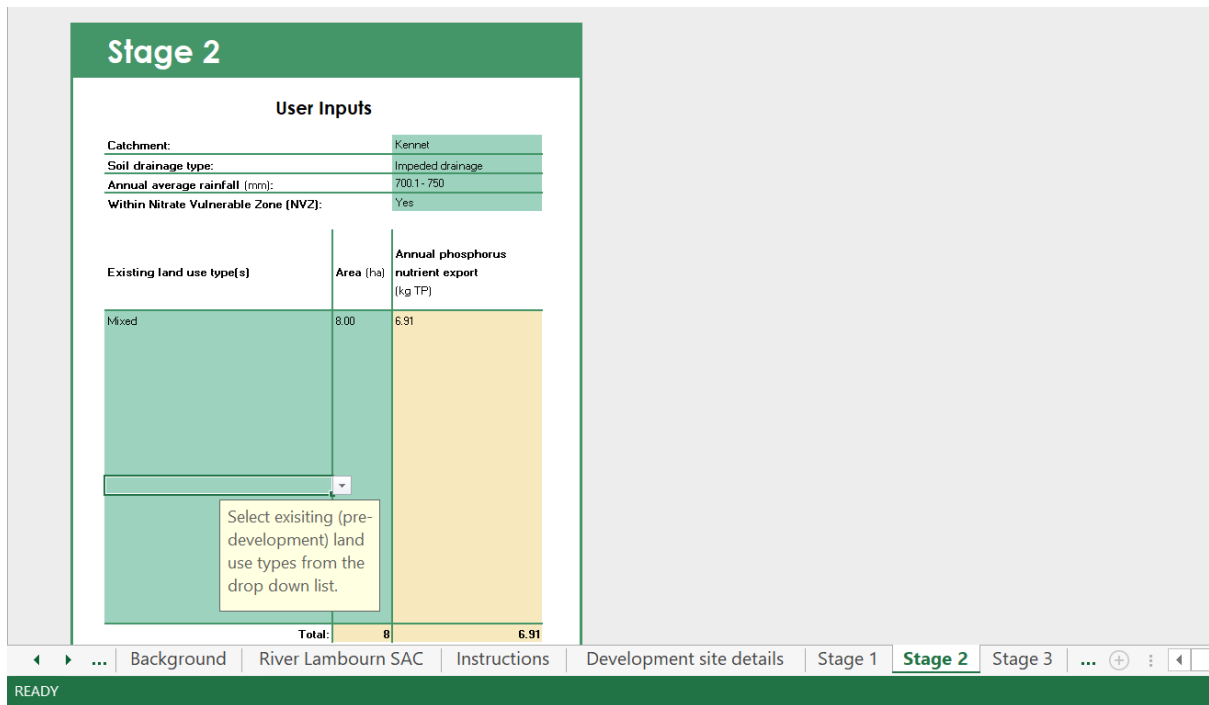 Stage 2
User Inputs
Catchment: Kennet
Soil drainage type: Impeded drainage
Annual average rainfall (mm): 700.1 - 750
Within Nitrate Vulnerable Zone (NVZ): Yes
Existing land use type(s) Area (ha) Annual phosphorus
nutrient export
(kg TP)
Mixed 8.00 6.91
Select exisiting (pre-
development) land
use types from the
drop down list.
Total: 8 6.91
... Background River Lambourn SAC Instructions Development site details Stage 1 Stage 2 Stage 3 ...
READY